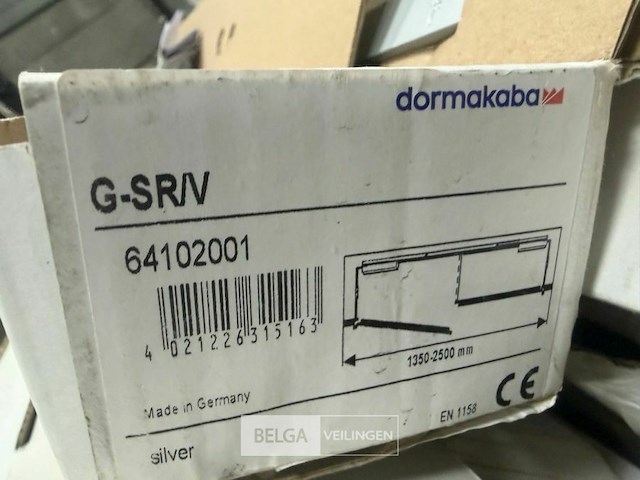 dormakaba
G-SR/V
64102001
4 021226 315163
1350-2500 mm
Made in Germany
CE
EN 1158
BELGA VEILINGEN
silver